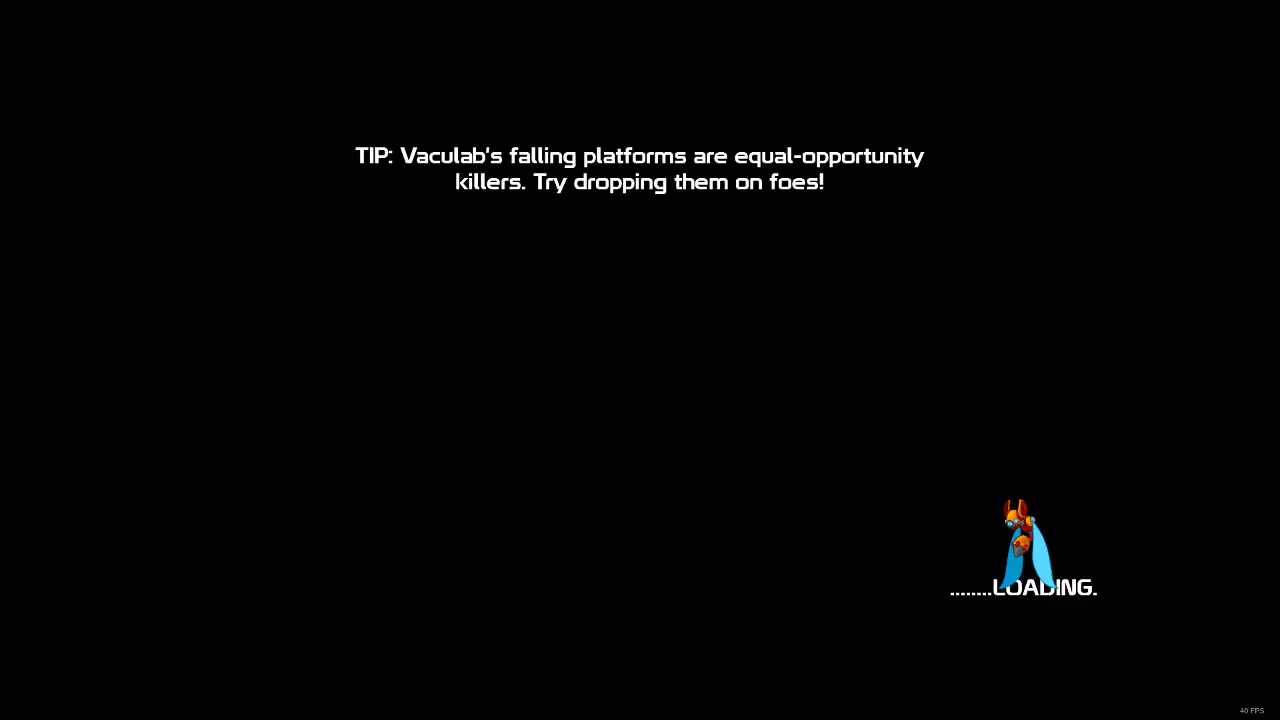 TIP: Vaculab's falling platforms are equal-opportunity
killers. Try dropping them on foes!
........LOADING.
40 FPS